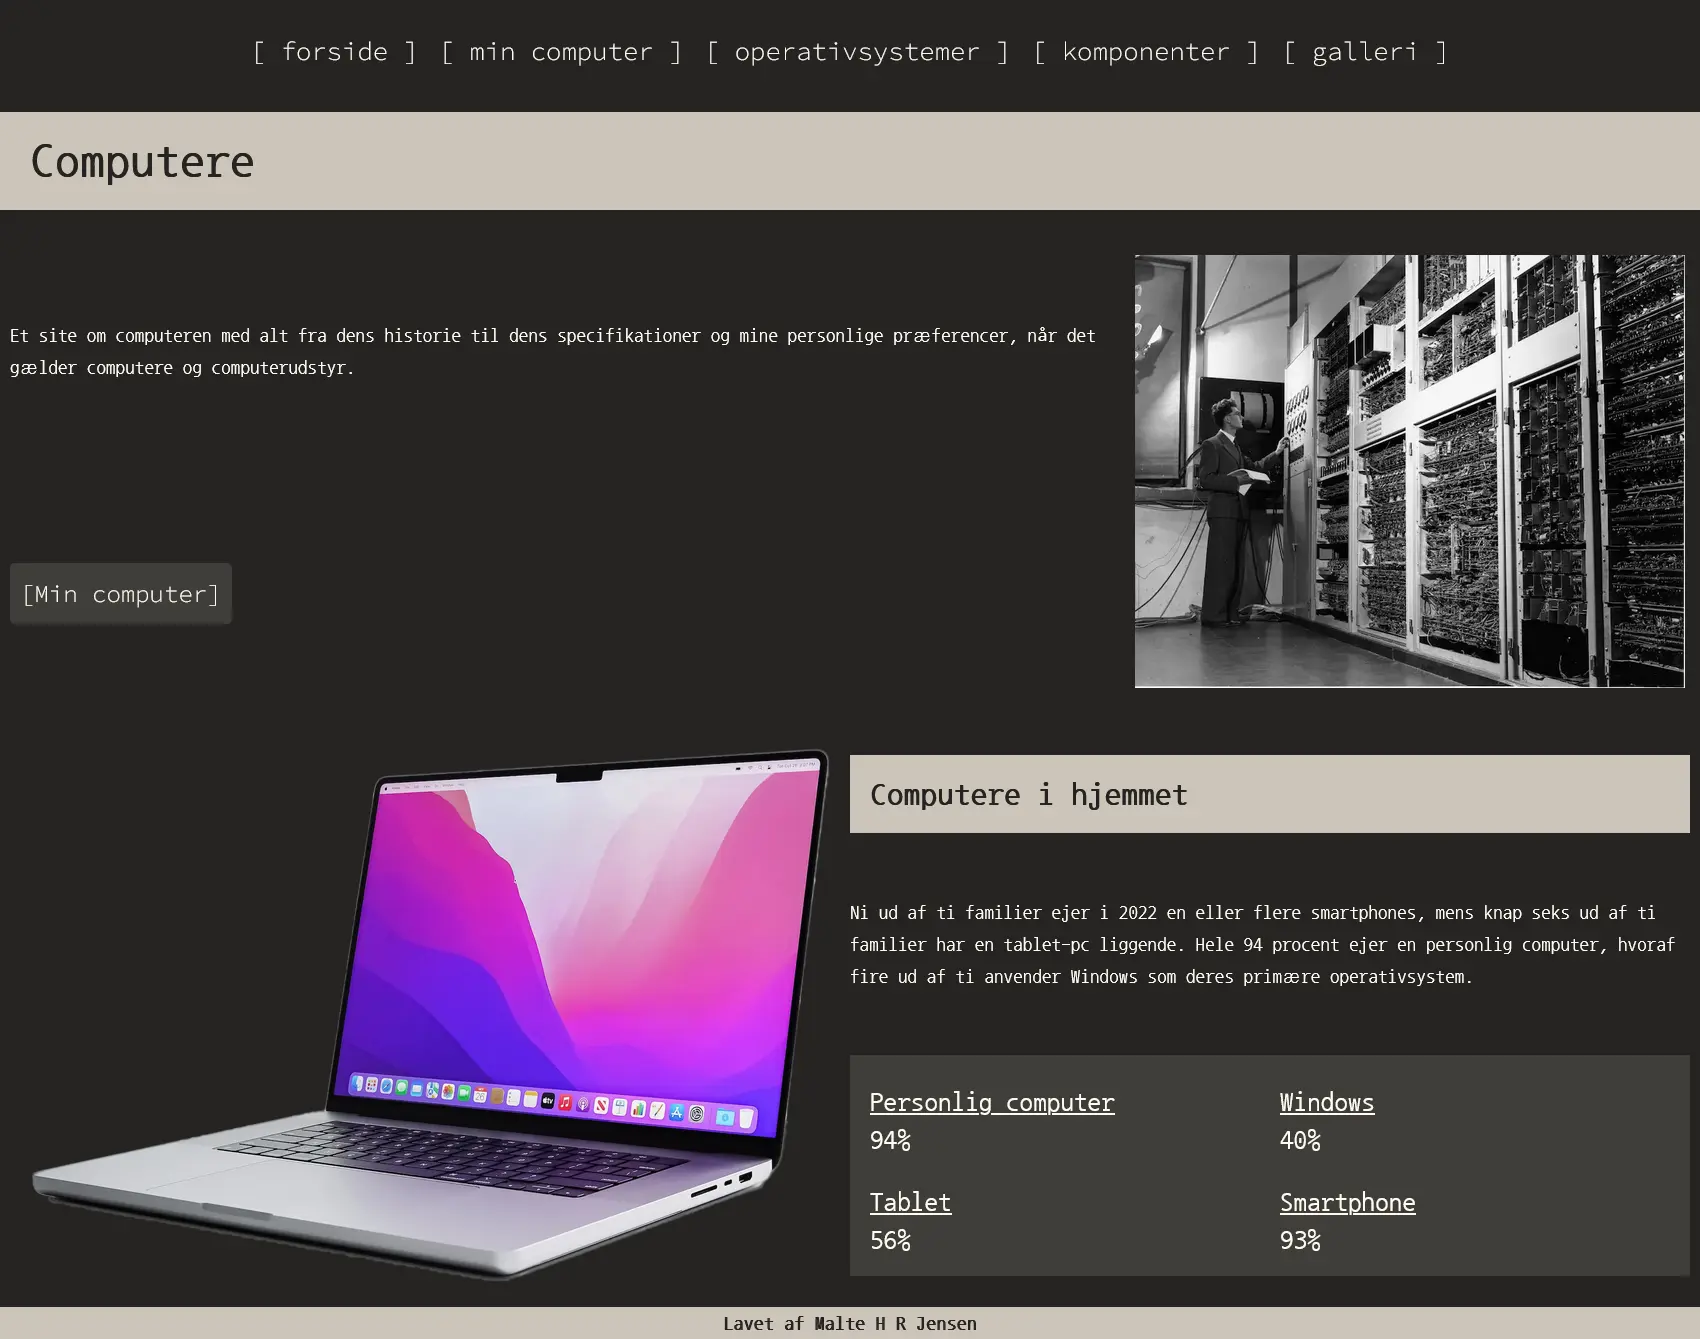 [ forside ] [ min computer ] [ operativsystemer ] [ komponenter ] [ galleri ]
Computere
Et site om computeren med alt fra dens historie til dens specifikationer og mine personlige præferencer, når det
gælder computere og computerudstyr.
[Min computer]
Computere i hjemmet
Ni ud af ti familier ejer i 2022 en eller flere smartphones, mens knap seks ud af ti
familier har en tablet-pc liggende. Hele 94 procent ejer en personlig computer, hvoraf
fire ud af ti anvender Windows som deres primære operativsystem.
Personlig computer
94%
Windows
40%
Tablet
56%
Smartphone
93%
Lavet af Malte H R Jensen